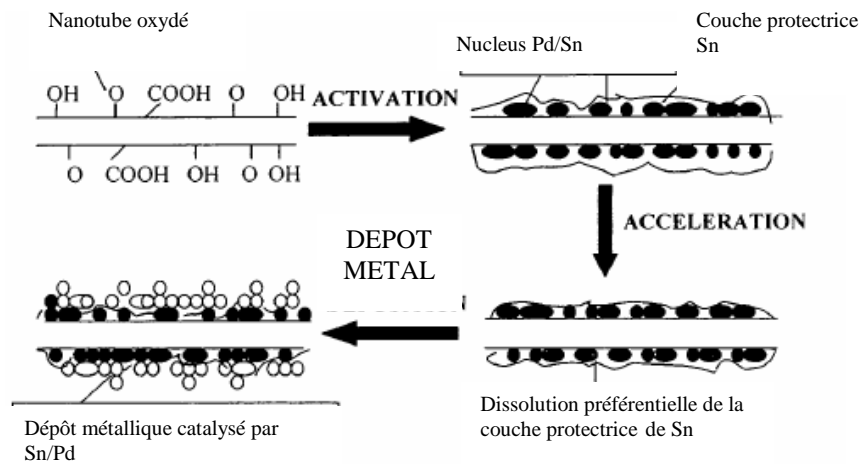 Nanotube oxydé
Nucleus Pd/Sn
Couche protectrice
Sn
OH O COOH O OH
ACTIVATION
O COOH OH O OH
ACCELERATION
DEPOT
METAL
Dépôt métallique catalysé par
Sn/Pd
Dissolution préférentielle de la
couche protectrice de Sn